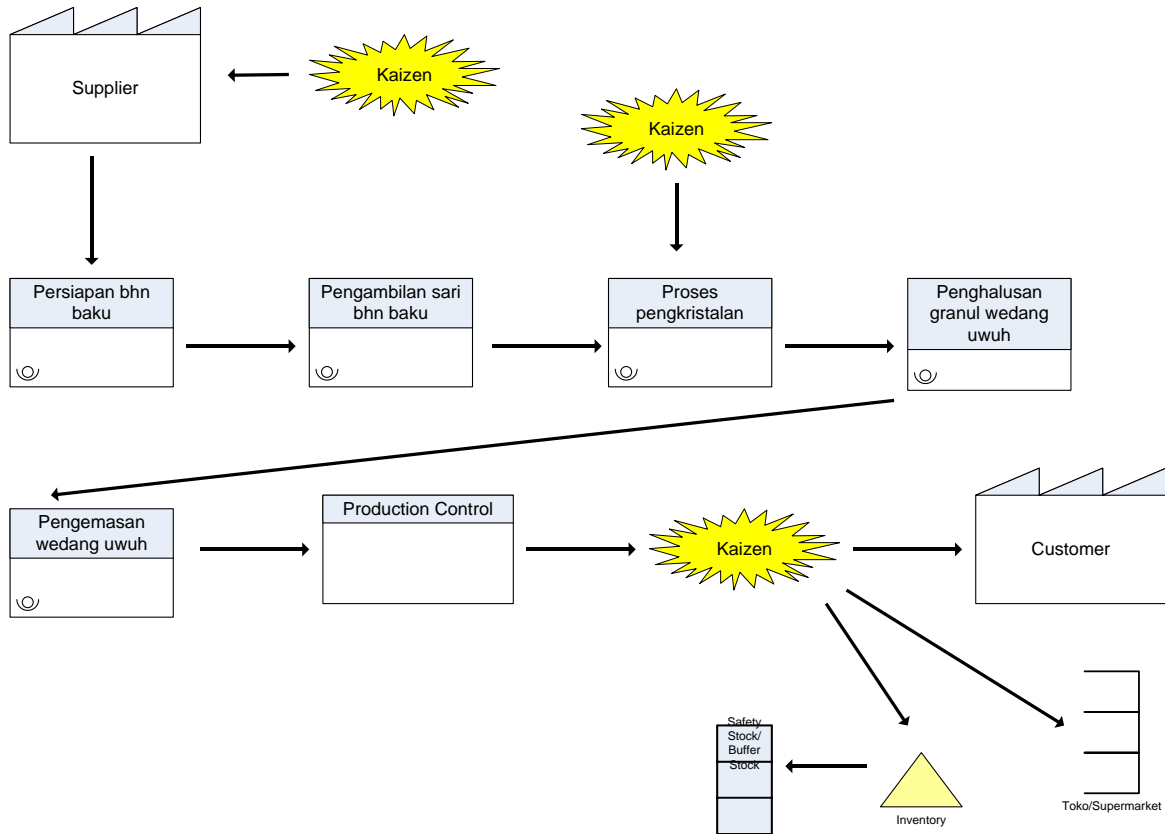 Supplier
Kaizen
Kaizen
Persiapan bhn
baku
Pengambilan sari
bhn baku
Proses
pengkristalan
Penghalusan
granul wedang
uwuh
Pengemasan
wedang uwuh
Production Control
Kaizen
Customer
Safety
Stock/
Buffer
Stock
Inventory
Toko/Supermarket